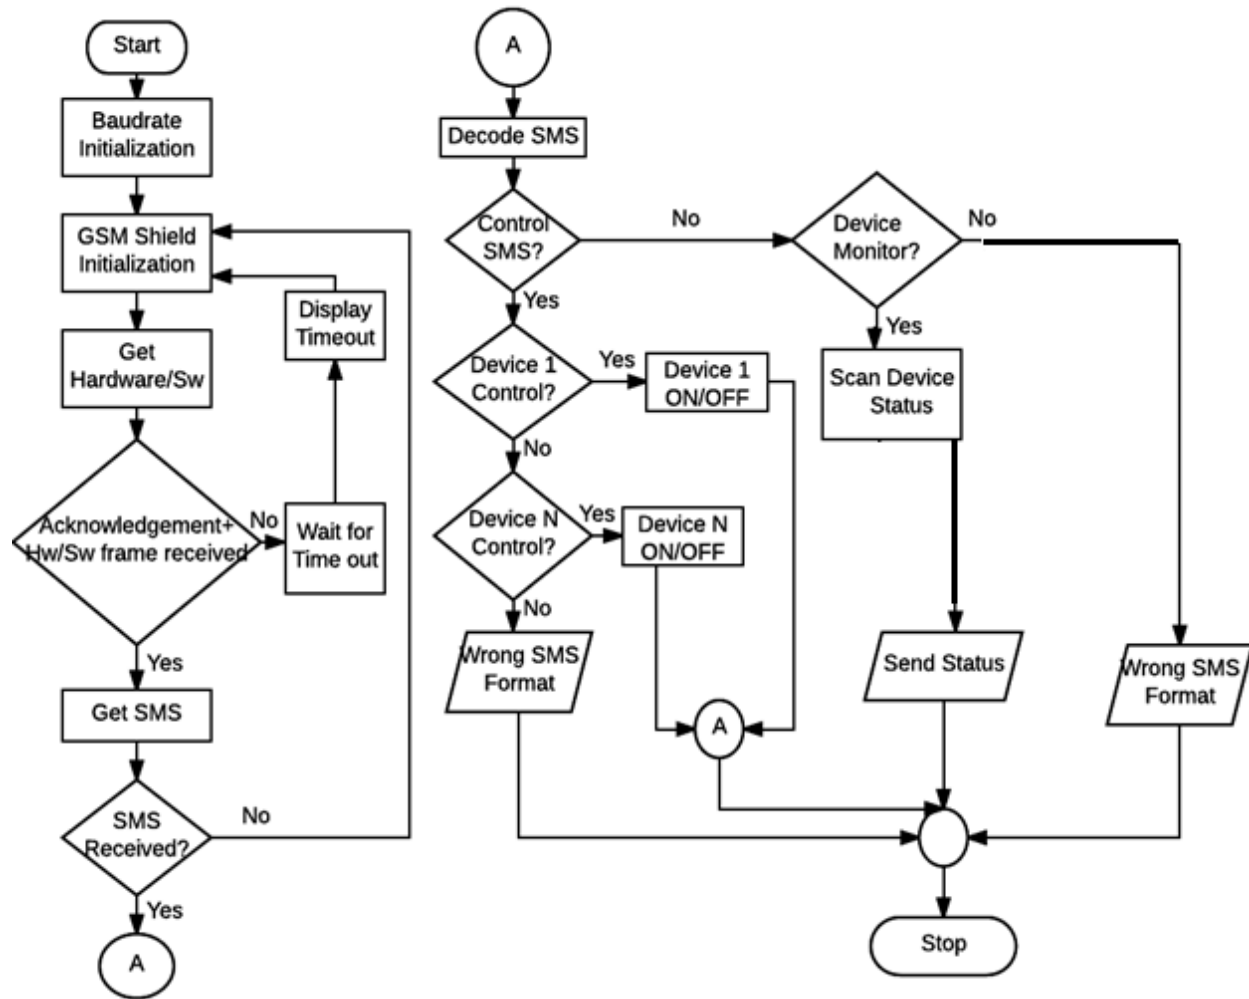 Start
Baudrate
Initialization
GSM Shield
Initialization
Display
Timeout
Get
Hardware/Sw
Acknowledgement+
Hw/Sw frame received
No
Wait for
Time out
Yes
Get SMS
SMS
Received?
No
Yes
A
A
Decode SMS
Control
SMS?
No
Device
Monitor?
No
Yes
Yes
Device 1
Control?
Yes
Device 1
ON/OFF
Scan Device
Status
No
Device N
Control?
Yes
Device N
ON/OFF
No
Wrong SMS
Format
A
Send Status
Wrong SMS
Format
Stop